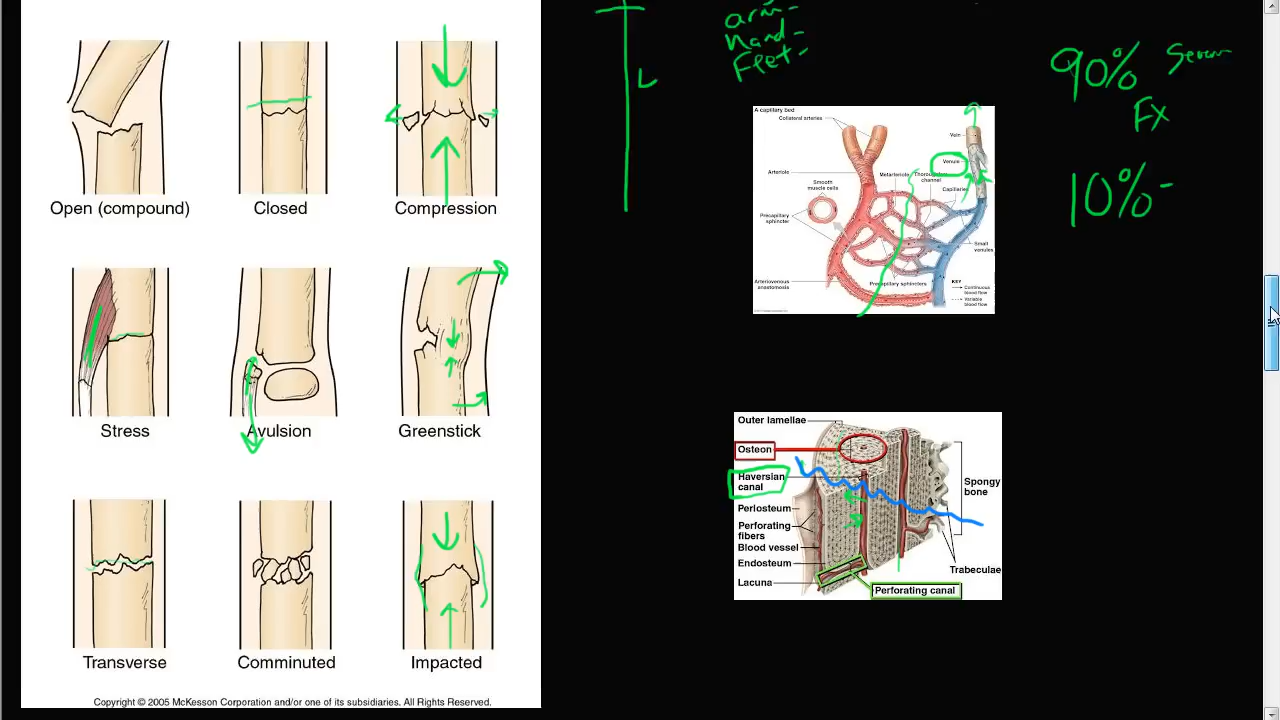 Open (compound)
Closed
Compression
Stress
Avulsion
Greenstick
Transverse
Comminuted
Impacted
Copyright © 2005 McKesson Corporation and/or one of its subsidiaries. All Rights Reserved.
L
arm-
hand-
Feet-
90%
FX
10%-
A capillary bed
Collateral arteries
Vein
Venule
Arteriole
Metarteriole
Thoroughfare
channel
Smooth
muscle cells
Capillaries
Precapillary
sphincter
Small
venules
Arteriovenous
anastomosis
Precapillary sphincters
KEY
Continuous
blood flow
Variable
blood flow
Outer lamellae
Osteon
Haversian
canal
Periosteum
Perforating
fibers
Blood vessel
Endosteum
Lacuna
Spongy
bone
Trabeculae
Perforating canal